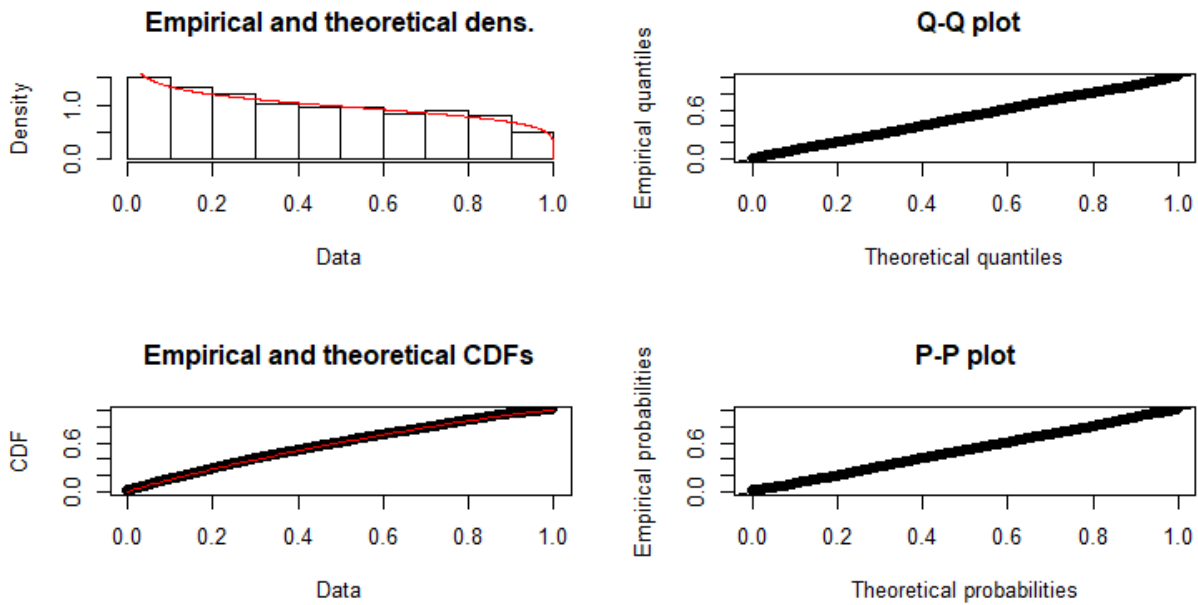 Empirical and theoretical dens.
Density
0.0 1.0
0.0 0.2 0.4 0.6 0.8 1.0
Data
Q-Q plot
Empirical quantiles
0.0 0.6
0.0 0.2 0.4 0.6 0.8 1.0
Theoretical quantiles
Empirical and theoretical CDFs
CDF
0.0 0.6
0.0 0.2 0.4 0.6 0.8 1.0
Data
P-P plot
Empirical probabilities
0.0 0.6
0.0 0.2 0.4 0.6 0.8 1.0
Theoretical probabilities